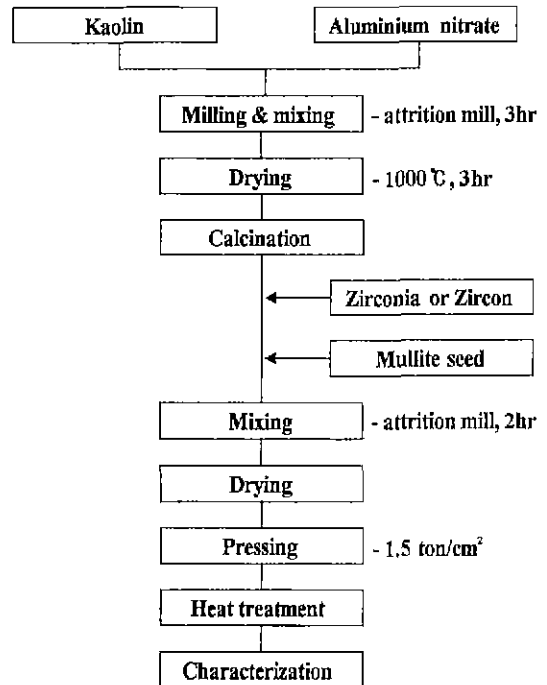 Kaolin
Aluminium nitrate
Milling & mixing
- attrition mill, 3hr
Drying
- 1000℃, 3hr
Calcination
Zirconia or Zircon
Mullite seed
Mixing
- attrition mill, 2hr
Drying
Pressing
- 1.5 ton/cm²
Heat treatment
Characterization